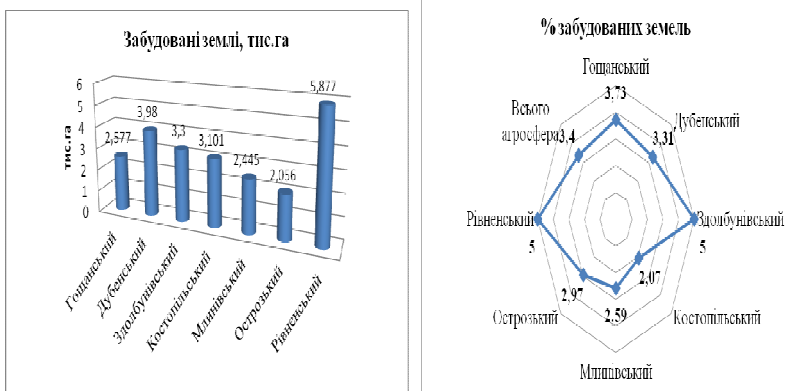 Забудовані землі, тис.га
тис.га
6
5
4
3
2
1
0
2,577
3,98
3,3
3,101
2,445
2,056
5,877
Гощанський
Дубенський
Здолбунівський
Костопільський
Млинівський
Острозький
Рівненський
% забудованих земель
Гощанський
3,73
Дубенський
3,31
Здолбунівський
5
Костопільський
2,07
Млинівський
2,59
Острозький
2,97
Рівненський
5
Всього
агросфера
3,4